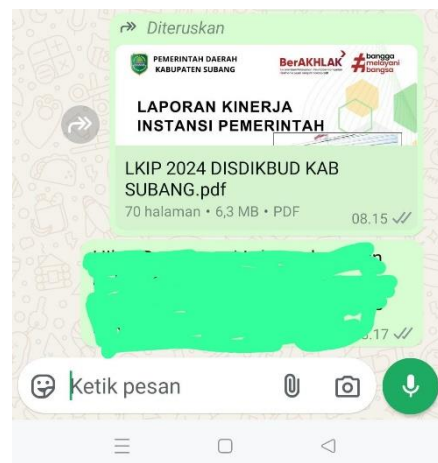 Diteruskan
PEMERINTAH DAERAH
KABUPATEN SUBANG
BerAKHLAK
#bangga
melayani
bangsa
LAPORAN KINERJA
INSTANSI PEMERINTAH
LKIP 2024 DISDIKBUD KAB
SUBANG.pdf
70 halaman • 6,3 MB • PDF
08.15
.17
Ketik pesan